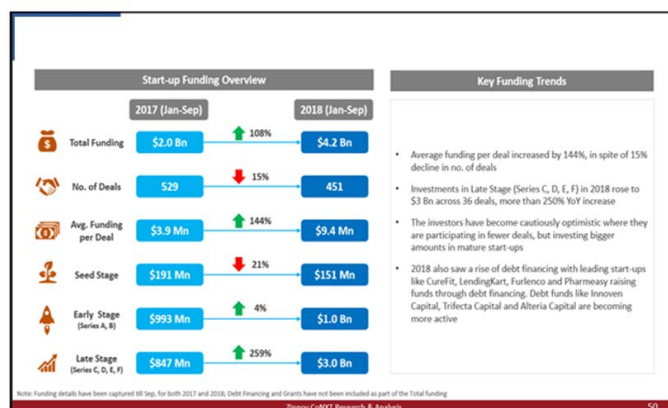 Start-up Funding Overview
2017 (Jan-Sep)
2018 (Jan-Sep)
Total Funding
$2.0 Bn
108%
$4.2 Bn
No. of Deals
529
15%
451
Avg. Funding
per Deal
$3.9 Mn
144%
$9.4 Mn
Seed Stage
$191 Mn
21%
$151 Mn
Early Stage
(Series A, B)
$993 Mn
4%
$1.0 Bn
Late Stage
(Series C, D, E, F)
$847 Mn
259%
$3.0 Bn
Key Funding Trends
• Average funding per deal increased by 144%, in spite of 15%
decline in no. of deals
• Investments in Late Stage (Series C, D, E, F) in 2018 rose to
$3 Bn across 36 deals, more than 250% YoY increase
• The investors have become cautiously optimistic where they
are participating in fewer deals, but investing bigger
amounts in mature start-ups
• 2018 also saw a rise of debt financing with leading start-ups
like CureFit, LendingKart, Furlenco and Pharmeasy raising
funds through debt financing. Debt funds like Innoven
Capital, Trifecta Capital and Alteria Capital are becoming
more active
Note: Funding details have been captured till Sep, for both 2017 and 2018; Debt Financing and Grants have not been included as part of the Total funding
Zinnov CoNXT Research & Analysis
50